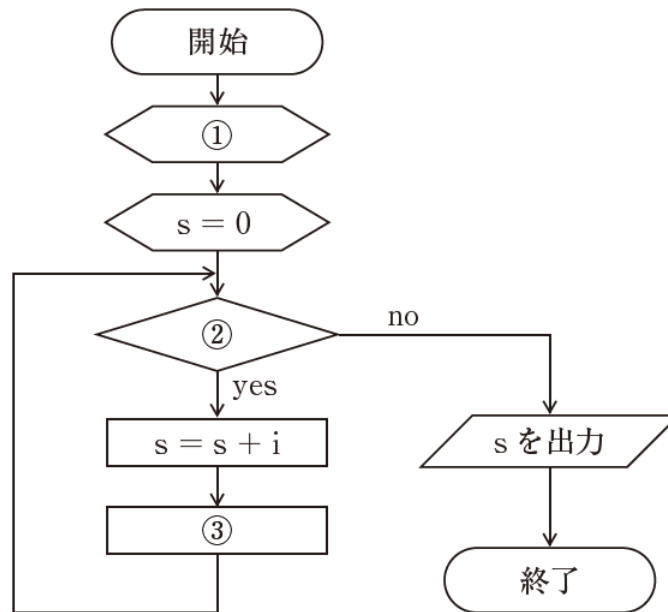 開始
①
s = 0
②
no
yes
s = s + i
s を出力
③
終了